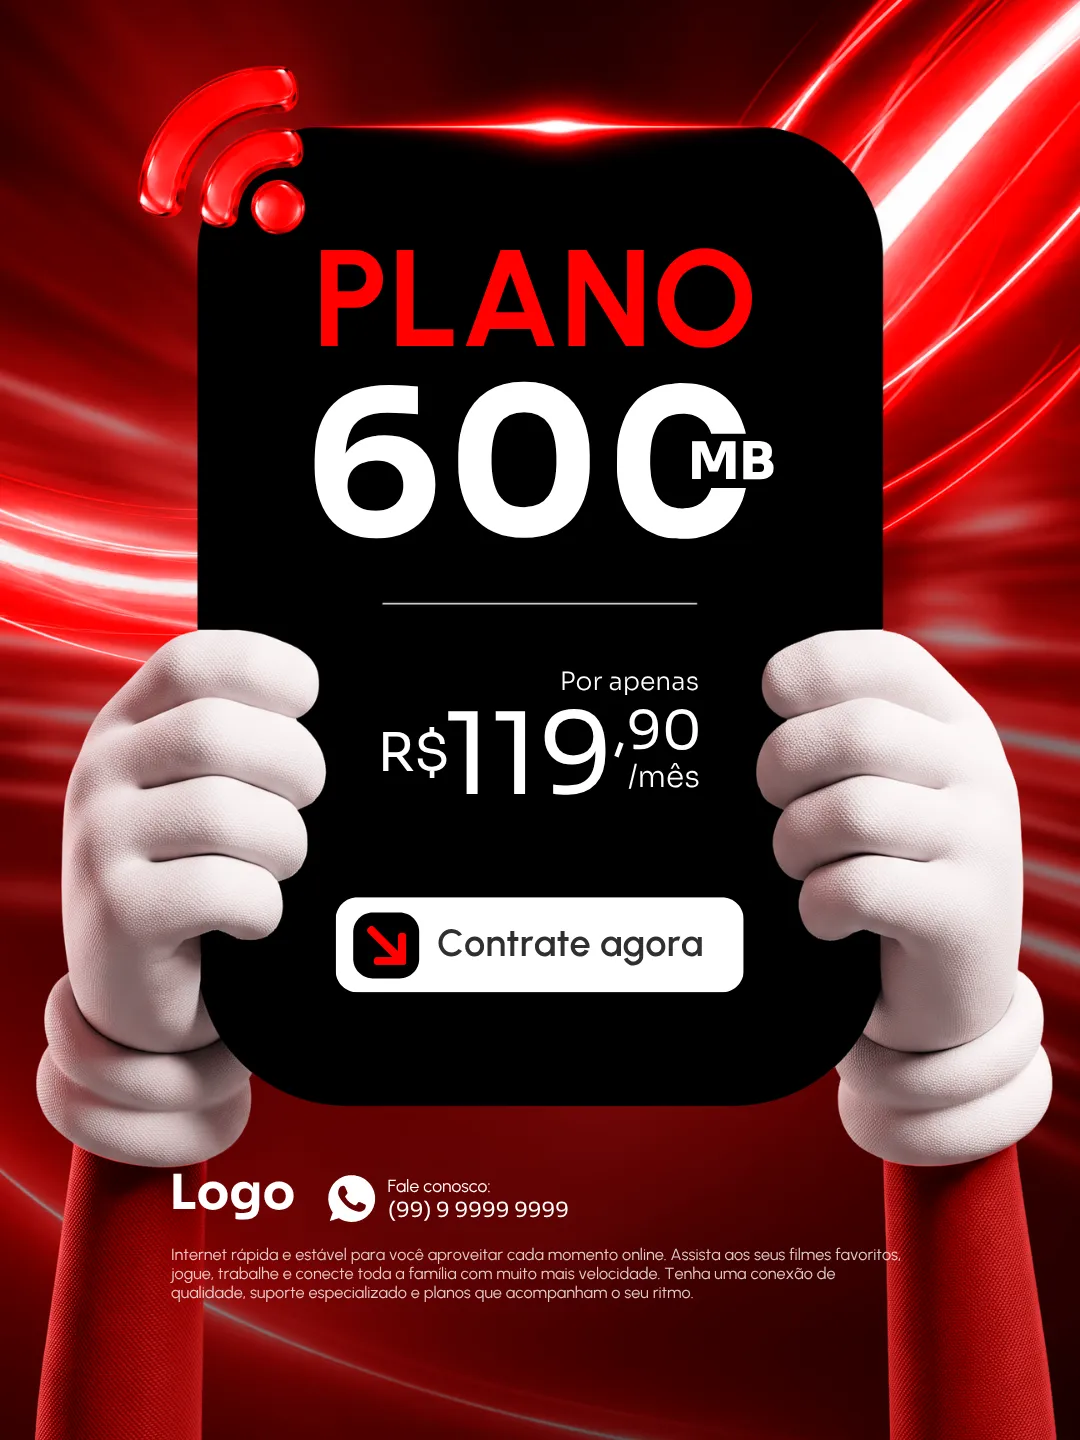 PLANO
600
MB
Por apenas
R$119,90
/mês
Contrate agora
Logo
Fale conosco:
(99) 9 9999 9999
Internet rápida e estável para você aproveitar cada momento online. Assista aos seus filmes favoritos,
jogue, trabalhe e conecte toda a família com muito mais velocidade. Tenha uma conexão de
qualidade, suporte especializado e planos que acompanham o seu ritmo.